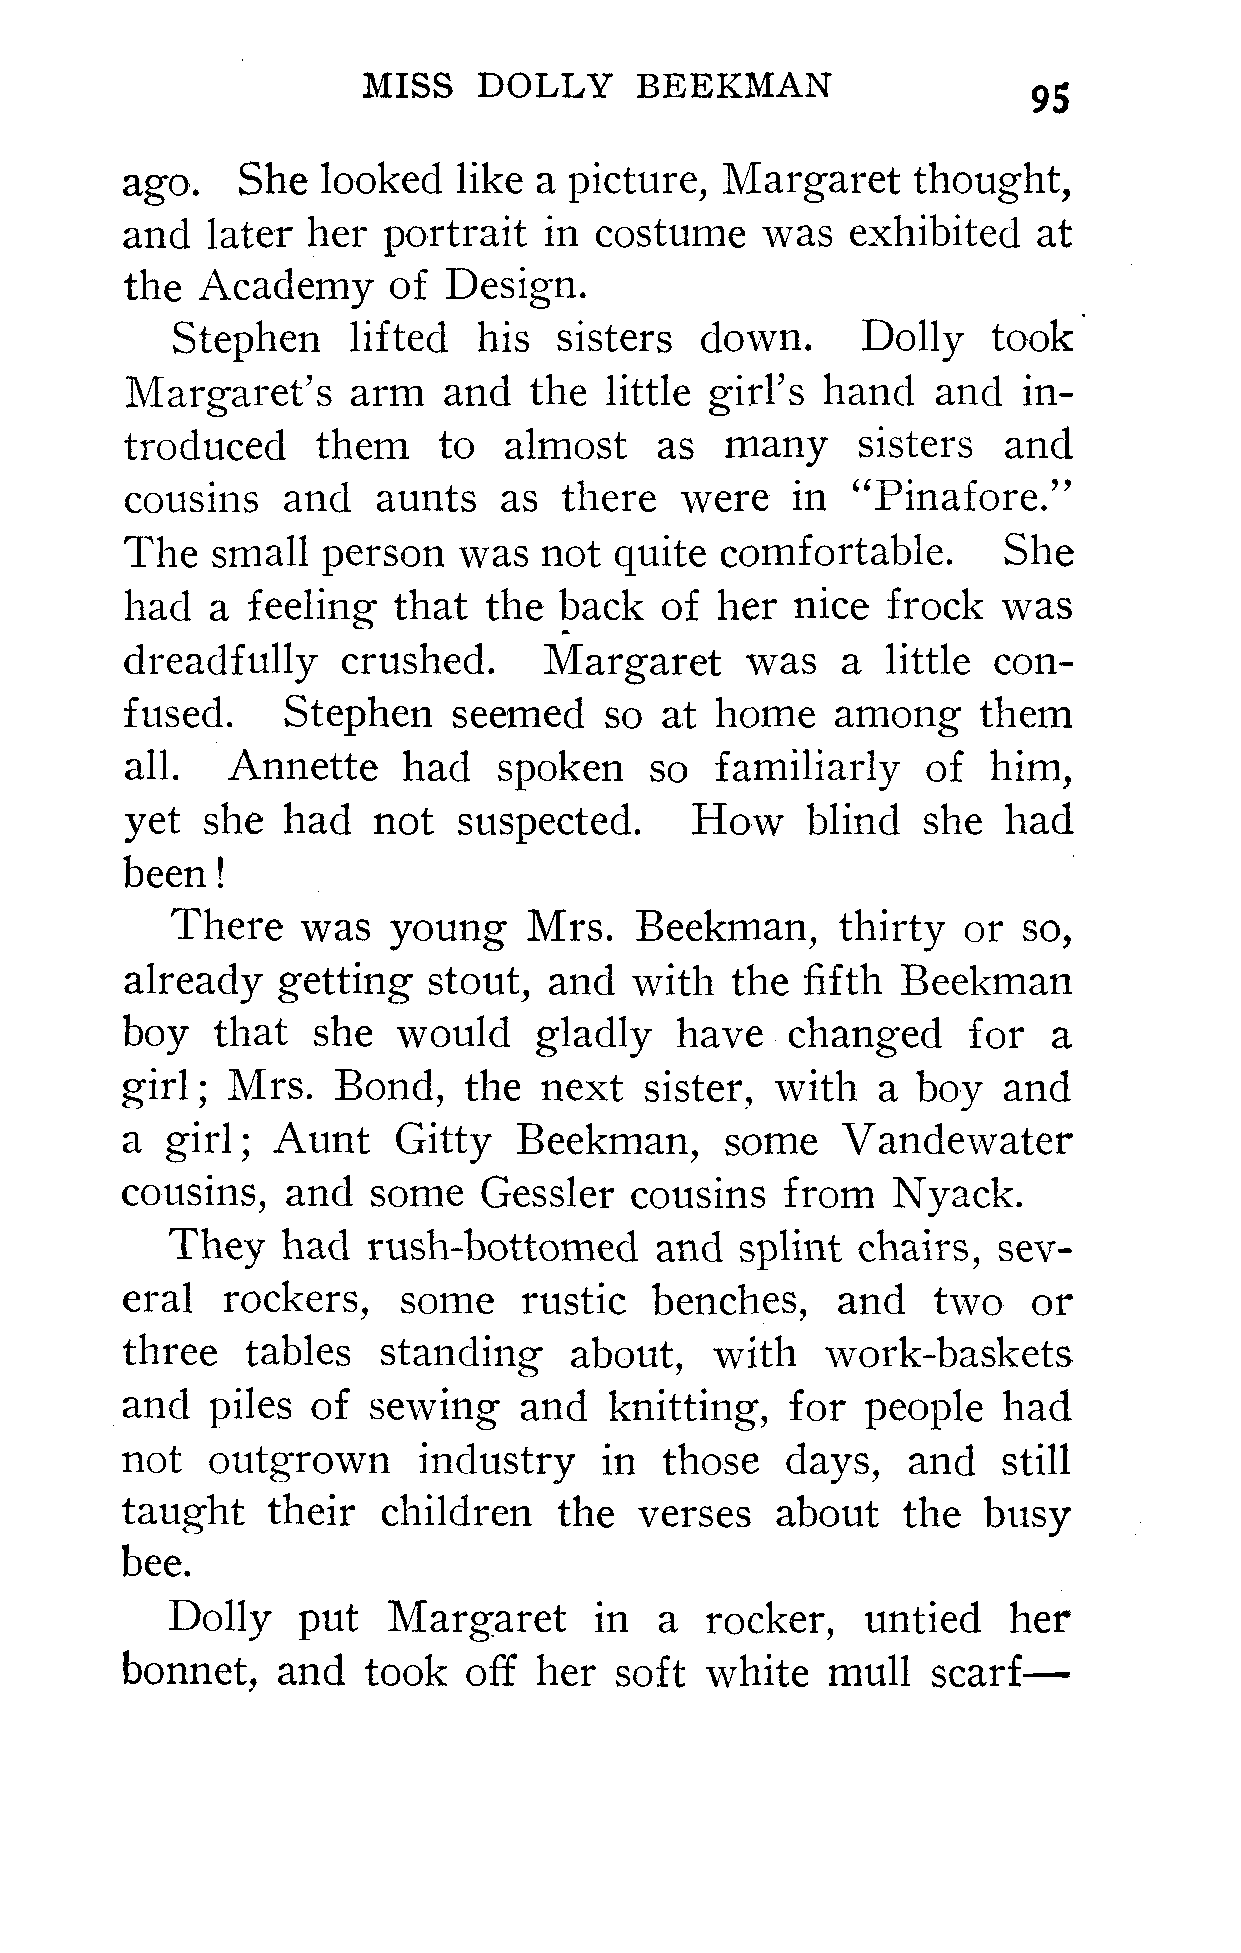 MISS DOLLY BEEKMAN 95
ago. She looked like a picture, Margaret thought,
and later her portrait in costume was exhibited at
the Academy of Design.
Stephen lifted his sisters down. Dolly took
Margaret's arm and the little girl's hand and in-
troduced them to almost as many sisters and
cousins and aunts as there were in “Pinafore.”
The small person was not quite comfortable. She
had a feeling that the back of her nice frock was
dreadfully crushed. Margaret was a little con-
fused. Stephen seemed so at home among them
all. Annette had spoken so familiarly of him,
yet she had not suspected. How blind she had
been!
There was young Mrs. Beekman, thirty or so,
already getting stout, and with the fifth Beekman
boy that she would gladly have changed for a
girl; Mrs. Bond, the next sister, with a boy and
a girl; Aunt Gitty Beekman, some Vandewater
cousins, and some Gessler cousins from Nyack.
They had rush-bottomed and splint chairs, sev-
eral rockers, some rustic benches, and two or
three tables standing about, with work-baskets
and piles of sewing and knitting, for people had
not outgrown industry in those days, and still
taught their children the verses about the busy
bee.
Dolly put Margaret in a rocker, untied her
bonnet, and took off her soft white mull scarf—